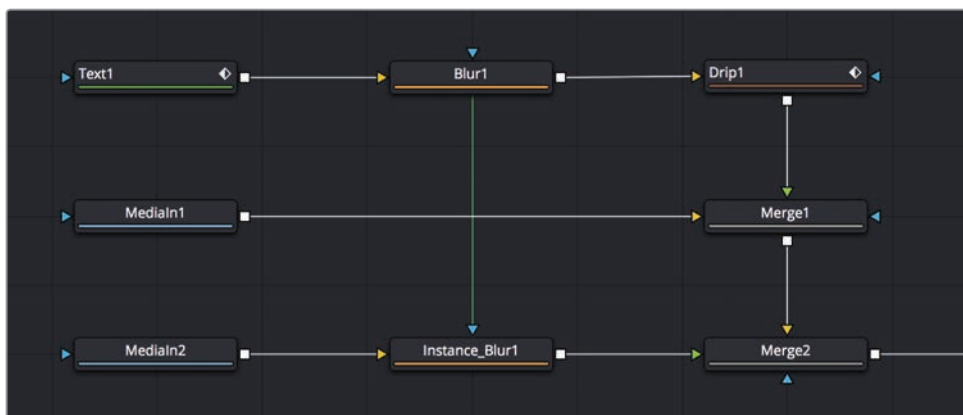 Text1
Blur1
Drip1
MediaIn1
Merge1
MediaIn2
Instance_Blur1
Merge2